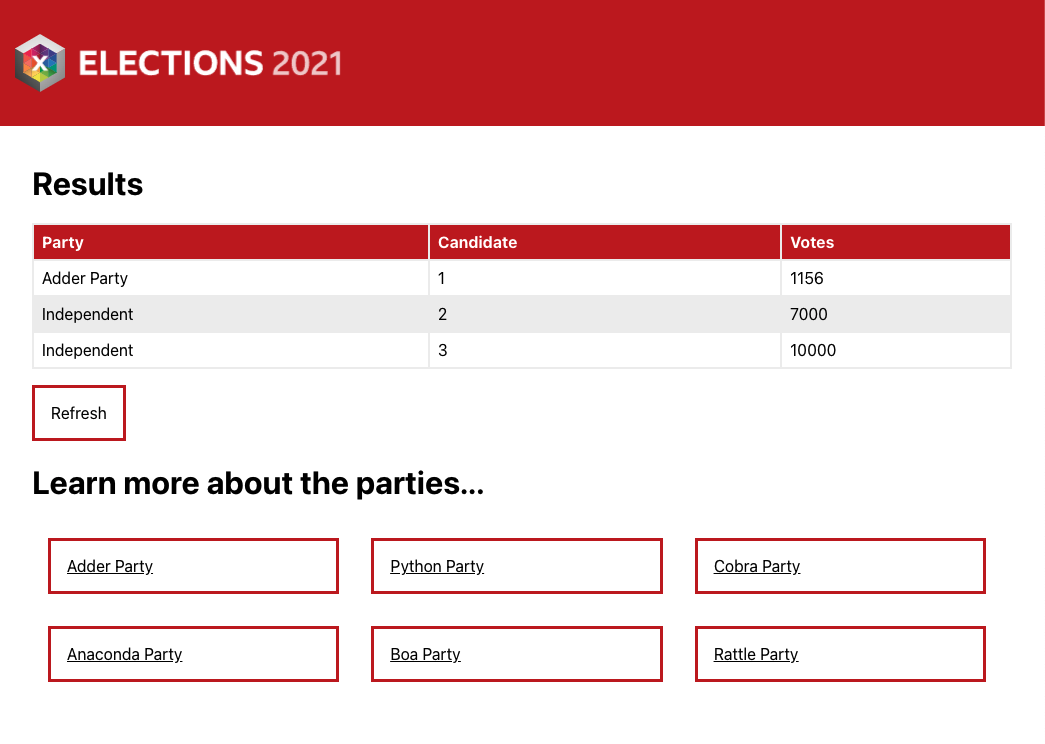 X ELECTIONS 2021
Results
Party Candidate Votes
Adder Party 1 1156
Independent 2 7000
Independent 3 10000
Refresh
Learn more about the parties...
Adder Party Python Party Cobra Party
Anaconda Party Boa Party Rattle Party